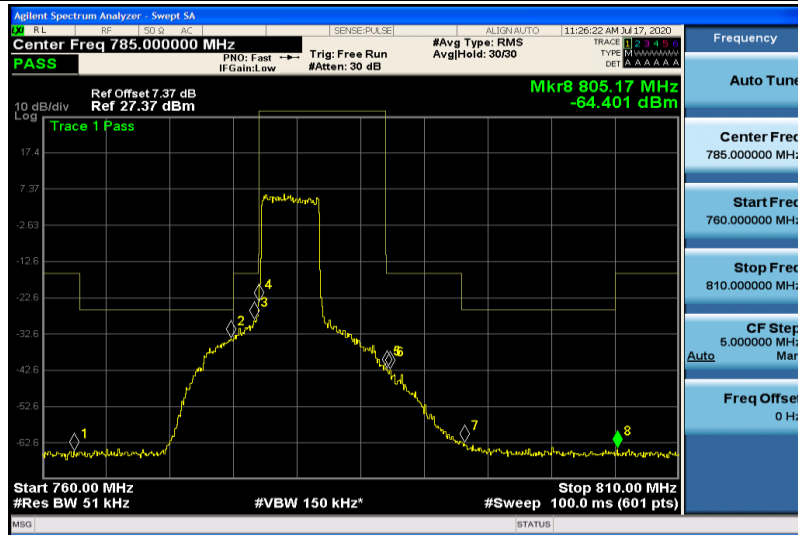 Agilent Spectrum Analyzer - Swept SA
LXI RL RF 50 Ω AC SENSE:PULSE ALIGN AUTO 11:26:22 AM Jul 17, 2020
Center Freq 785.000000 MHz
PASS
PNO: Fast
IFGain:Low
Trig: Free Run
#Atten: 30 dB
#Avg Type: RMS
Avg|Hold: 30/30
TRACE 1 2 3 4 5 6
TYPE M W W W W W
DET A A A A A A
Ref Offset 7.37 dB
Ref 27.37 dBm
10 dB/div
Log
Mkr8 805.17 MHz
-64.401 dBm
Trace 1 Pass
17.4
7.37
-2.63
-12.6
-22.6
-32.6
-42.6
-52.6
-62.6
1
2
3
4
5
6
7
8
Start 760.00 MHz
Stop 810.00 MHz
#Res BW 51 kHz
#VBW 150 kHz*
#Sweep 100.0 ms (601 pts)
MSG
STATUS
Frequency
Auto Tune
Center Freq
785.000000 MHz
Start Freq
760.000000 MHz
Stop Freq
810.000000 MHz
CF Step
5.000000 MHz
Auto Man
Freq Offset
0 Hz